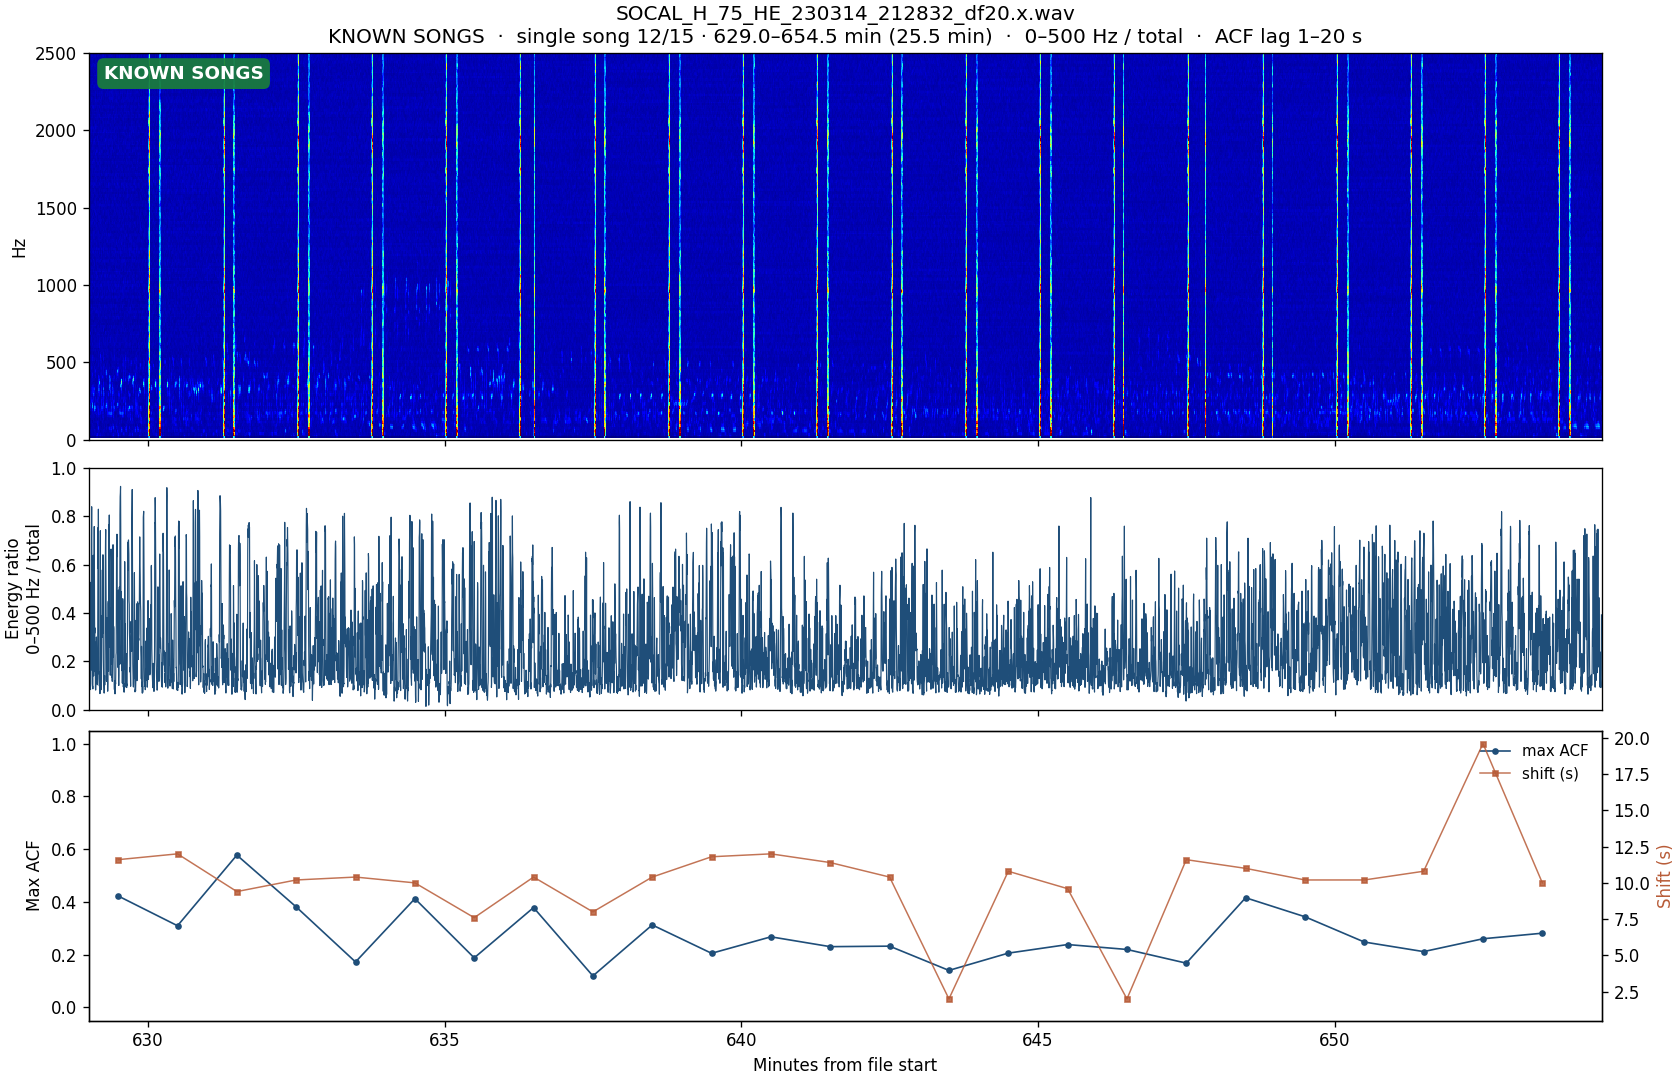 SOCAL_H_75_HE_230314_212832_df20.x.wav
KNOWN SONGS · single song 12/15 · 629.0–654.5 min (25.5 min) · 0–500 Hz / total · ACF lag 1–20 s
KNOWN SONGS
2500
2000
1500
1000
500
0
Hz
1.0
0.8
0.6
0.4
0.2
0.0
Energy ratio
0–500 Hz / total
1.0
0.8
0.6
0.4
0.2
0.0
Max ACF
max ACF
shift (s)
20.0
17.5
15.0
12.5
10.0
7.5
5.0
2.5
Shift (s)
630
635
640
645
650
Minutes from file start